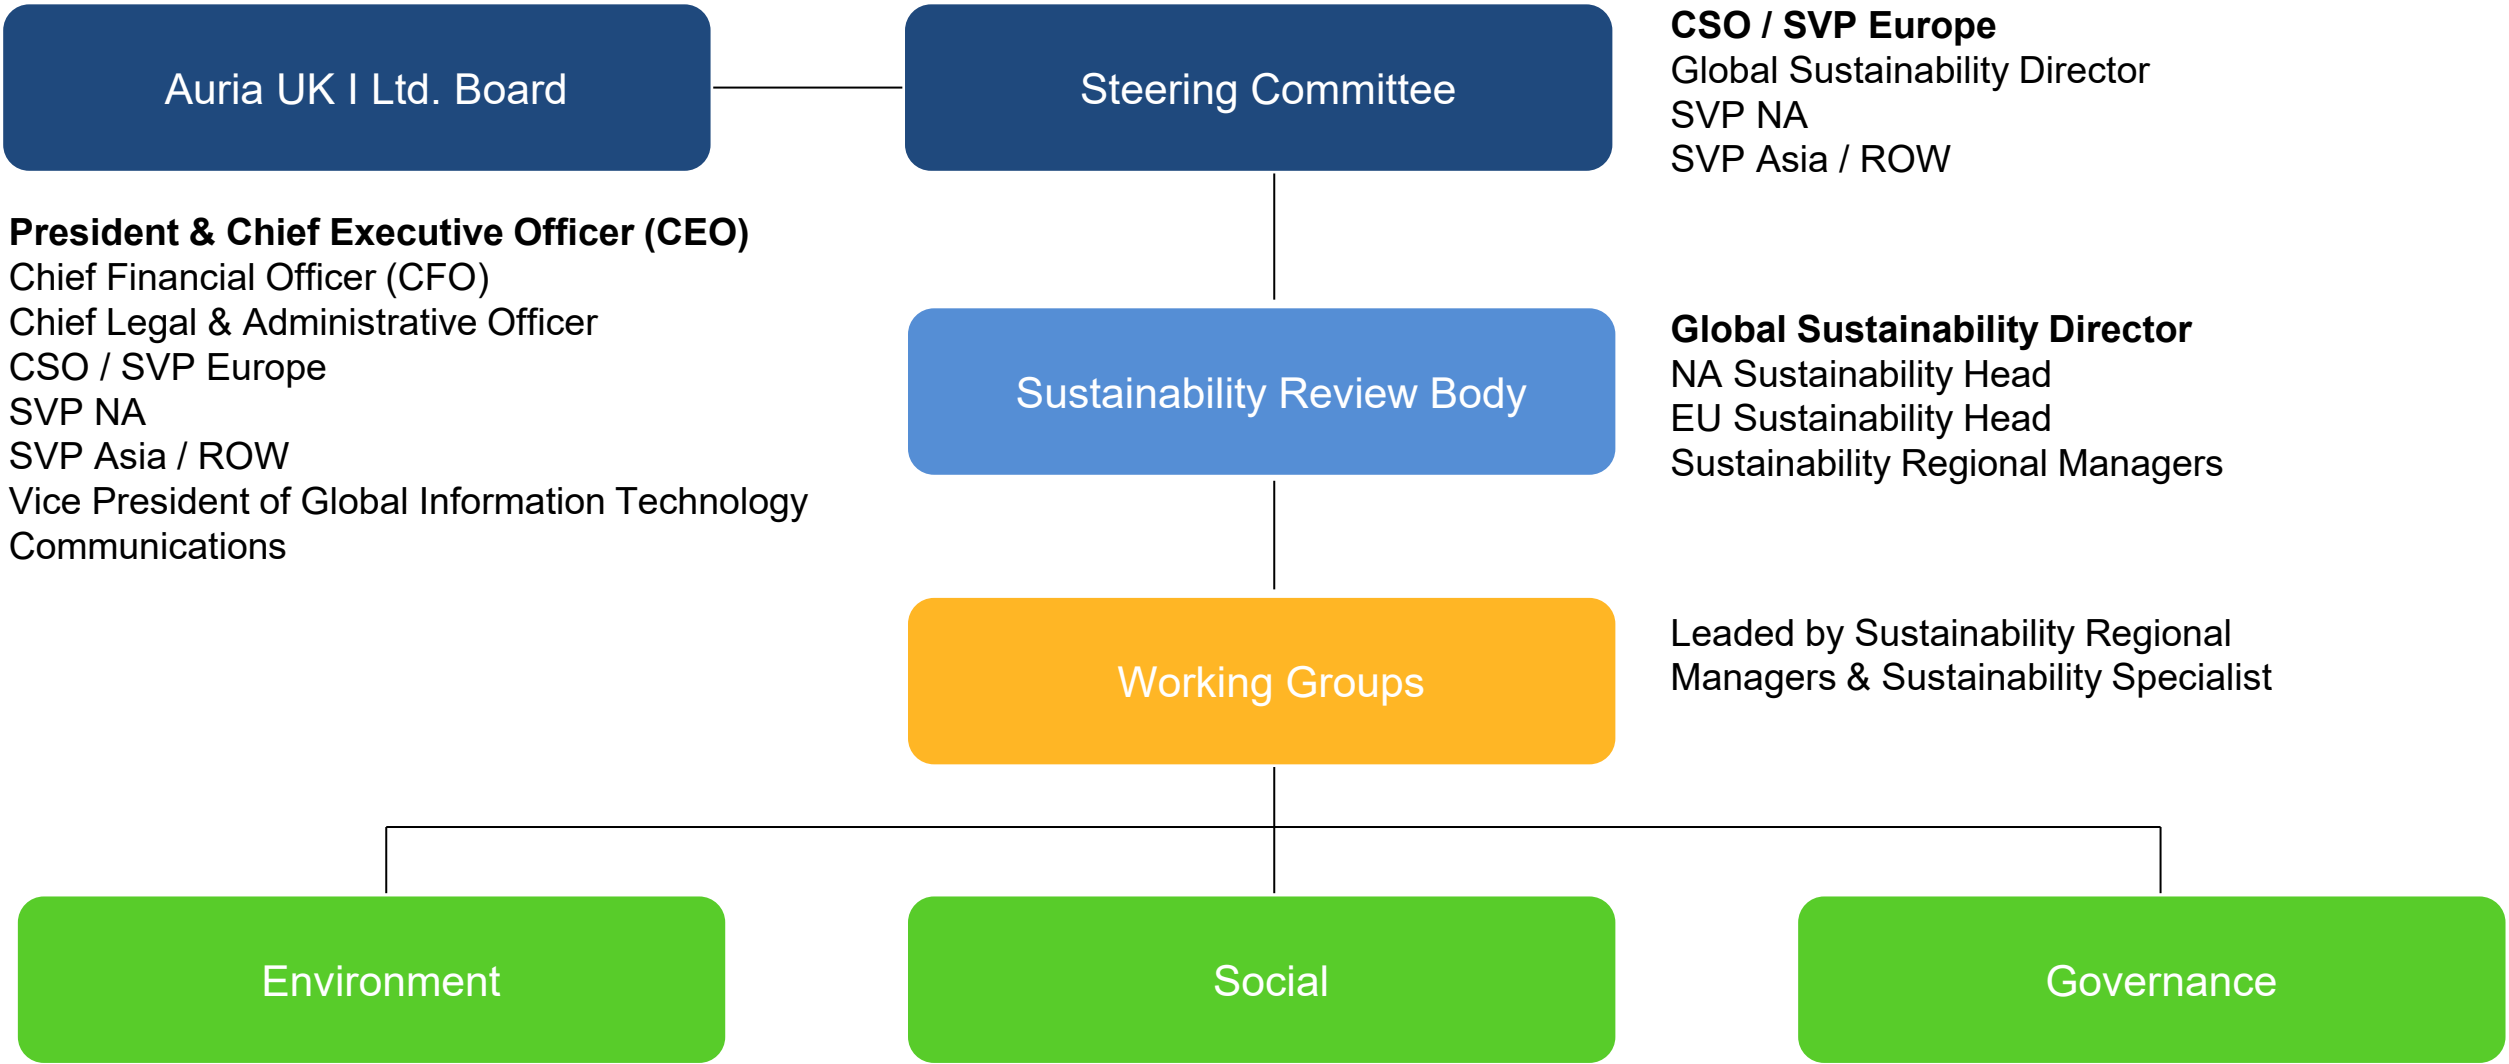 Auria UK I Ltd. Board
Steering Committee
CSO / SVP Europe
Global Sustainability Director
SVP NA
SVP Asia / ROW
President & Chief Executive Officer (CEO)
Chief Financial Officer (CFO)
Chief Legal & Administrative Officer
CSO / SVP Europe
SVP NA
SVP Asia / ROW
Vice President of Global Information Technology
Communications
Sustainability Review Body
Global Sustainability Director
NA Sustainability Head
EU Sustainability Head
Sustainability Regional Managers
Working Groups
Leaded by Sustainability Regional
Managers & Sustainability Specialist
Environment
Social
Governance